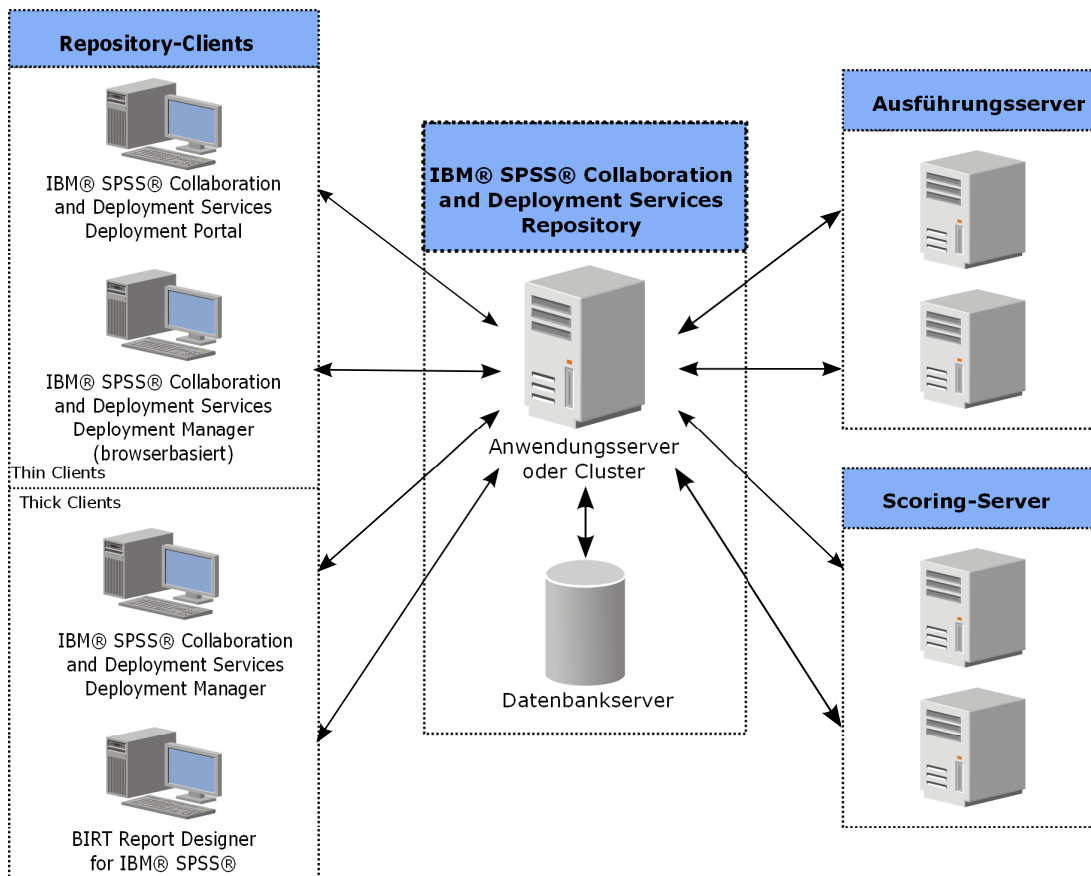 Repository-Clients
IBM® SPSS® Collaboration
and Deployment Services
Deployment Portal
IBM® SPSS® Collaboration
and Deployment Services
Deployment Manager
(browserbasiert)
Thin Clients
Thick Clients
IBM® SPSS® Collaboration
and Deployment Services
Deployment Manager
BIRT Report Designer
for IBM® SPSS®
IBM® SPSS® Collaboration
and Deployment Services
Repository
Anwendungsserver
oder Cluster
Datenbankserver
Ausführungsserver
Scoring-Server